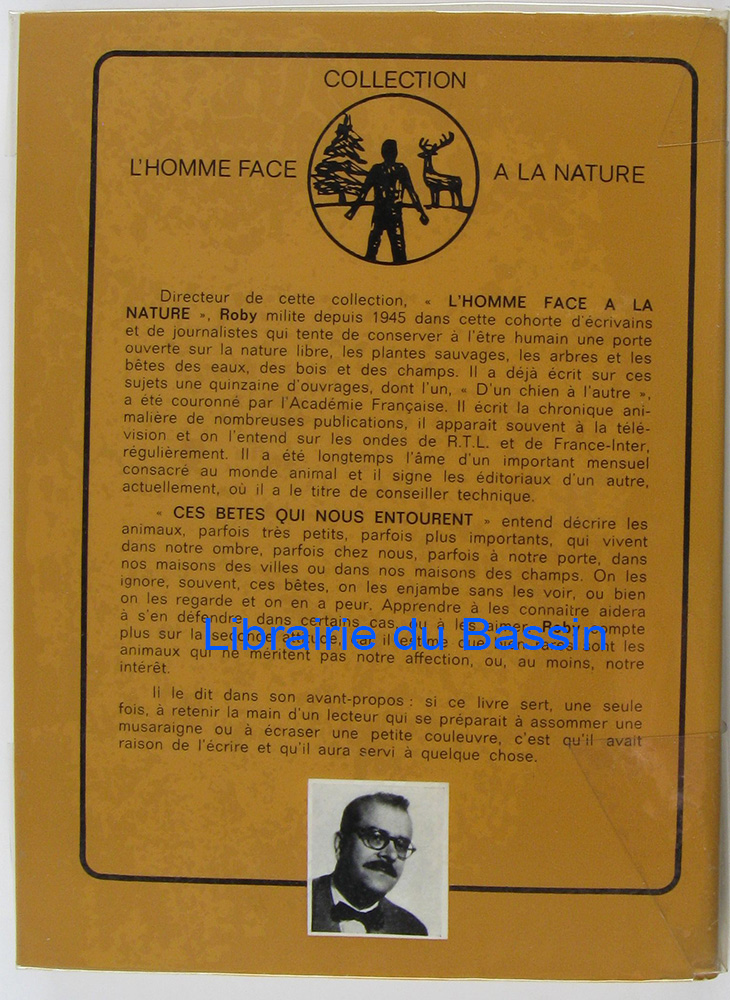 COLLECTION
L'HOMME FACE A LA NATURE
Directeur de cette collection, « L'HOMME FACE A LA
NATURE », Roby milite depuis 1945 dans cette cohorte d'écrivains
et de journalistes qui tente de conserver à l'être humain une porte
ouverte sur la nature libre, les plantes sauvages, les arbres et les
bêtes des eaux, des bois et des champs. Il a déjà écrit sur ces
sujets une quinzaine d'ouvrages, dont l'un, « D'un chien à l'autre »,
a été couronné par l'Académie Française. Il écrit la chronique ani-
malière de nombreuses publications, il apparaît souvent à la télé-
vision et on l'entend sur les ondes de R.T.L. et de France-Inter,
régulièrement. Il a été longtemps l'âme d'un important mensuel
consacré au monde animal et il signe les éditoriaux d'un autre,
actuellement, où il a le titre de conseiller technique.
« CES BETES QUI NOUS ENTOURENT » entend décrire les
animaux, parfois très petits, parfois plus importants, qui vivent
dans notre ombre, parfois chez nous, parfois à notre porte, dans
nos maisons des villes ou dans nos maisons des champs. On les
ignore, souvent, ces bêtes, on les enjambe sans les voir, ou bien
on les regarde et on en a peur. Apprendre à les connaître aidera
à s'en défendre, dans certains cas, ou à les aimer. Roby compte
plus sur la seconde attitude, car il estime que rares sont les
animaux qui ne méritent pas notre affection, ou, au moins, notre
intérêt.
Il le dit dans son avant-propos : si ce livre sert, une seule
fois, à retenir la main d'un lecteur qui se préparait à assommer une
musaraigne ou à écraser une petite couleuvre, c'est qu'il avait
raison de l'écrire et qu'il aura servi à quelque chose.
Librairie du Bassin